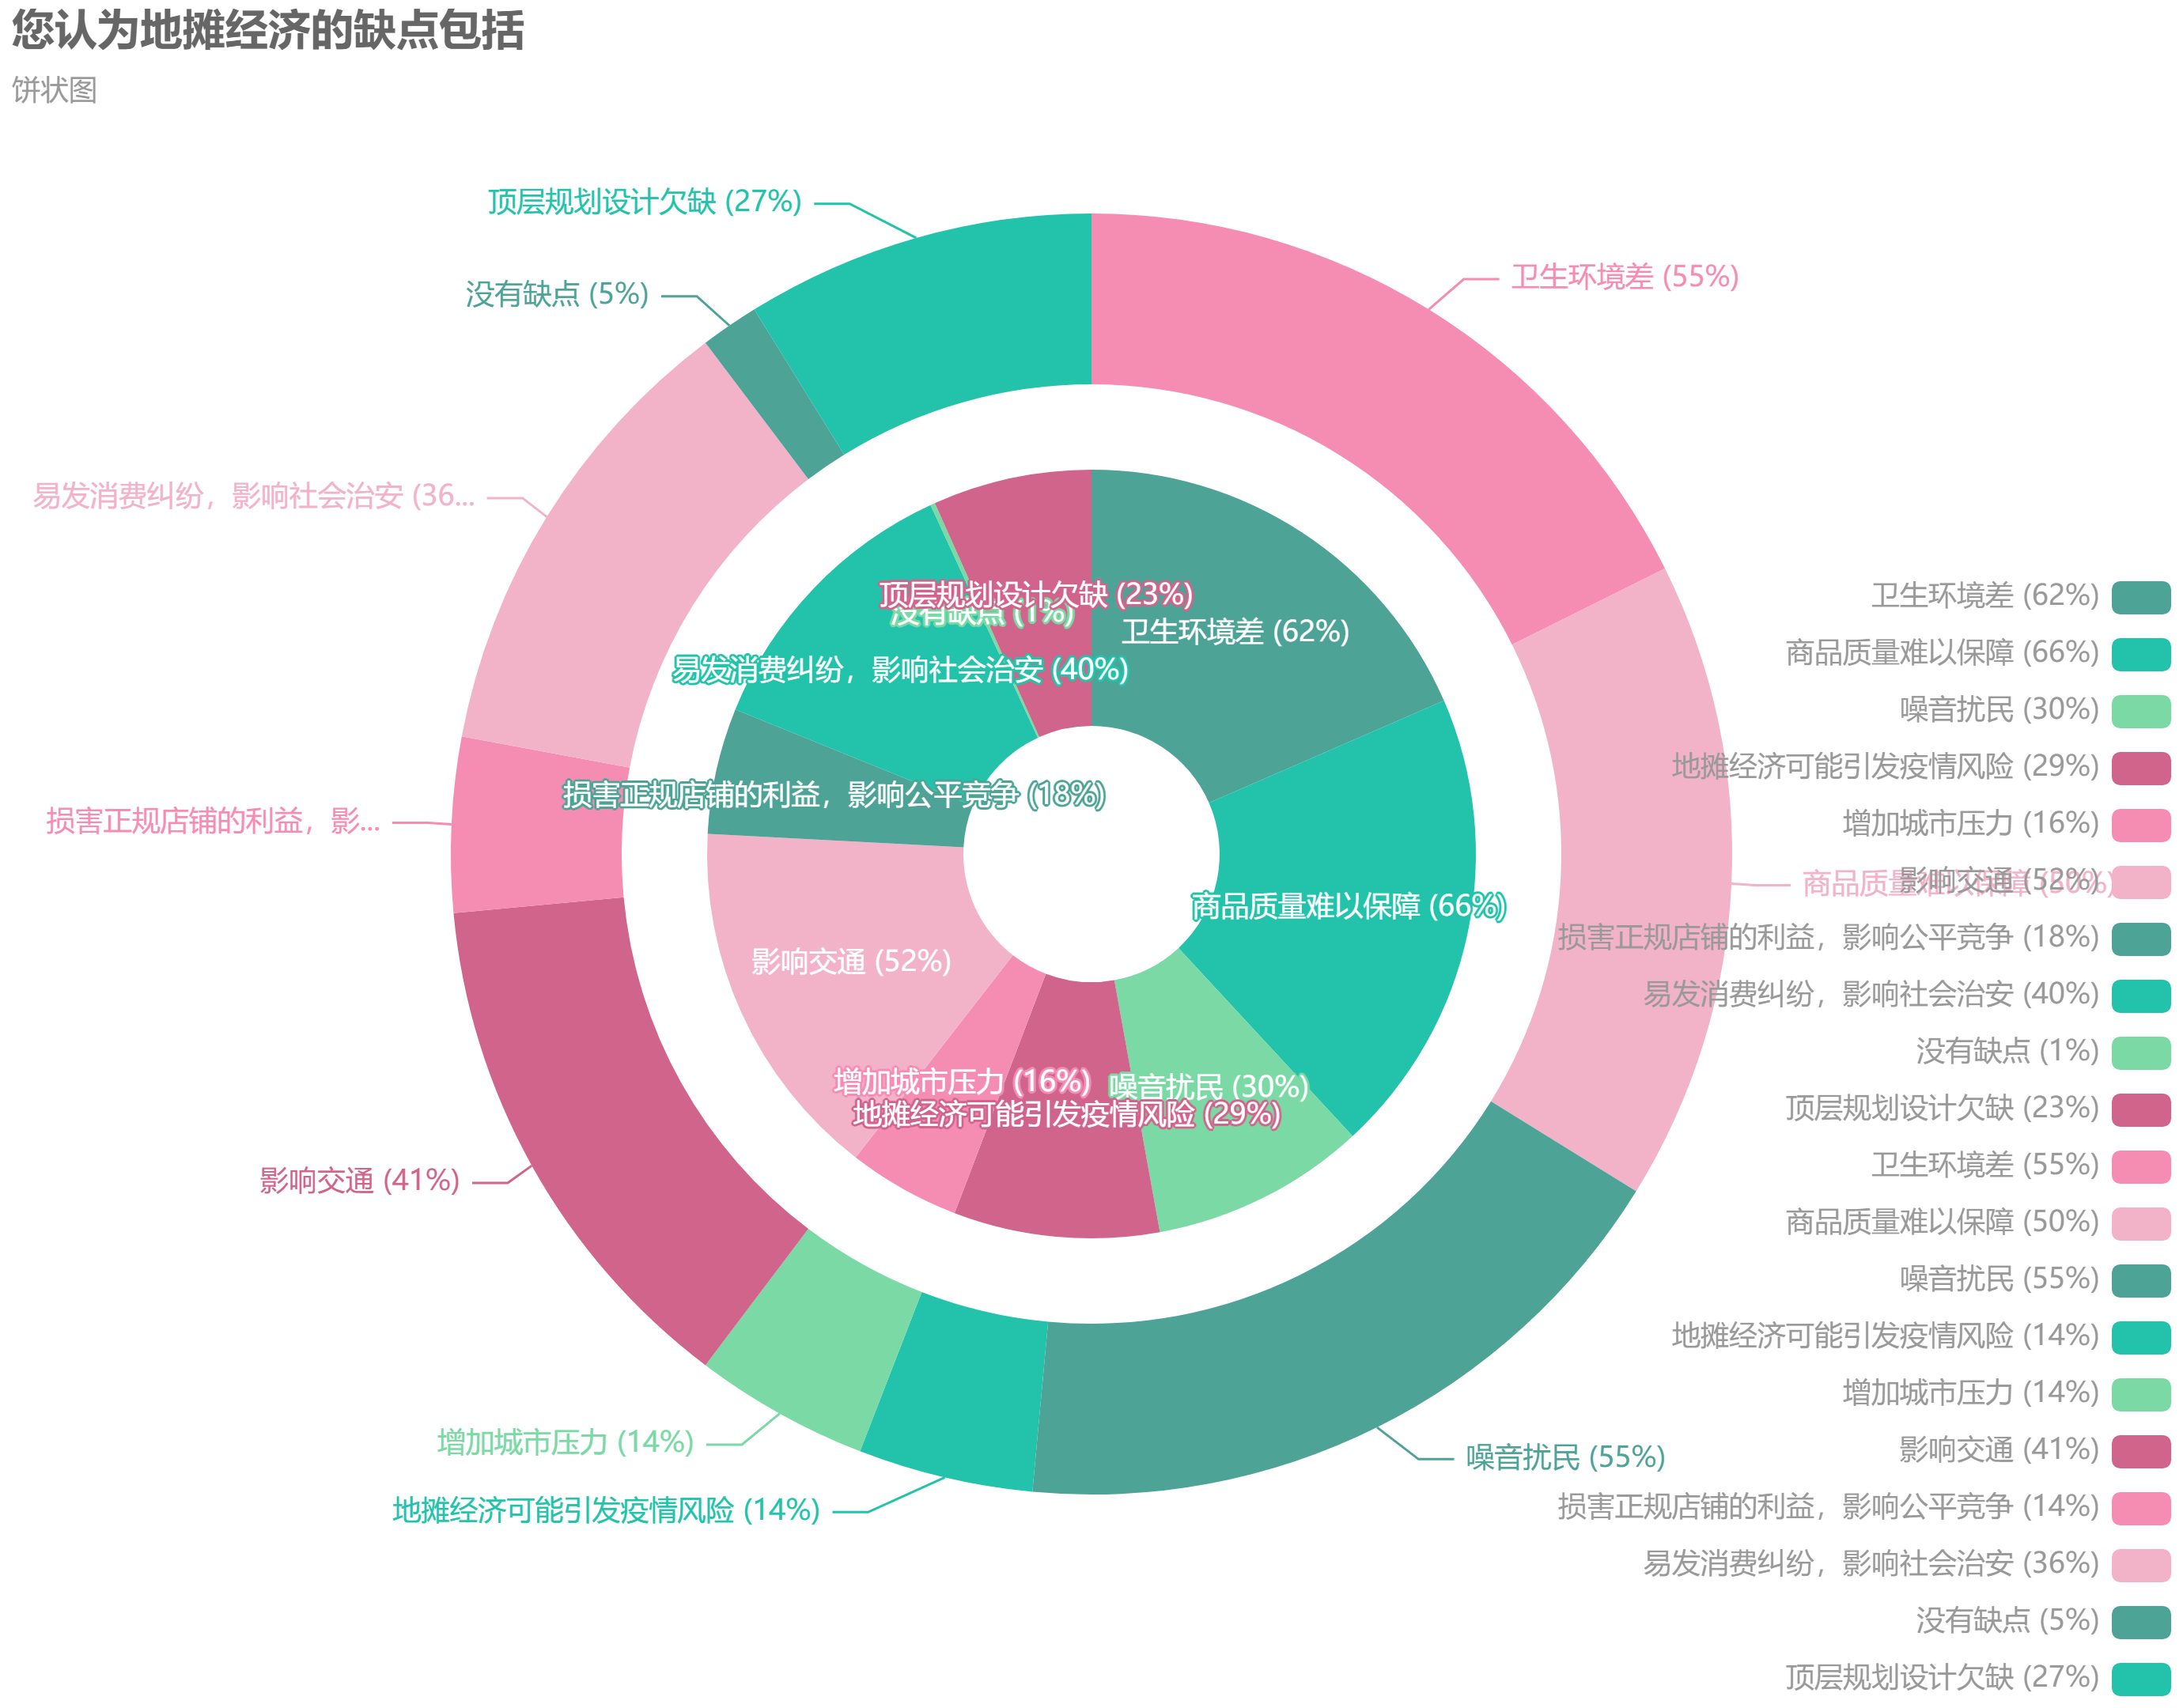 您认为地摊经济的缺点包括
饼状图
顶层规划设计欠缺 (27%)
卫生环境差 (55%)
没有缺点 (5%)
易发消费纠纷，影响社会治安 (36...
损害正规店铺的利益，影...
影响交通 (41%)
增加城市压力 (14%)
地摊经济可能引发疫情风险 (14%)
噪音扰民 (55%)
商品质量难以保障 (50%)
顶层规划设计欠缺 (23%)
没有缺点 (1%)
卫生环境差 (62%)
易发消费纠纷，影响社会治安 (40%)
损害正规店铺的利益，影响公平竞争 (18%)
商品质量难以保障 (66%)
影响交通 (52%)
增加城市压力 (16%)
噪音扰民 (30%)
地摊经济可能引发疫情风险 (29%)
卫生环境差 (62%)
商品质量难以保障 (66%)
噪音扰民 (30%)
地摊经济可能引发疫情风险 (29%)
增加城市压力 (16%)
影响交通 (52%)
损害正规店铺的利益，影响公平竞争 (18%)
易发消费纠纷，影响社会治安 (40%)
没有缺点 (1%)
顶层规划设计欠缺 (23%)
卫生环境差 (55%)
商品质量难以保障 (50%)
噪音扰民 (55%)
地摊经济可能引发疫情风险 (14%)
增加城市压力 (14%)
影响交通 (41%)
损害正规店铺的利益，影响公平竞争 (14%)
易发消费纠纷，影响社会治安 (36%)
没有缺点 (5%)
顶层规划设计欠缺 (27%)